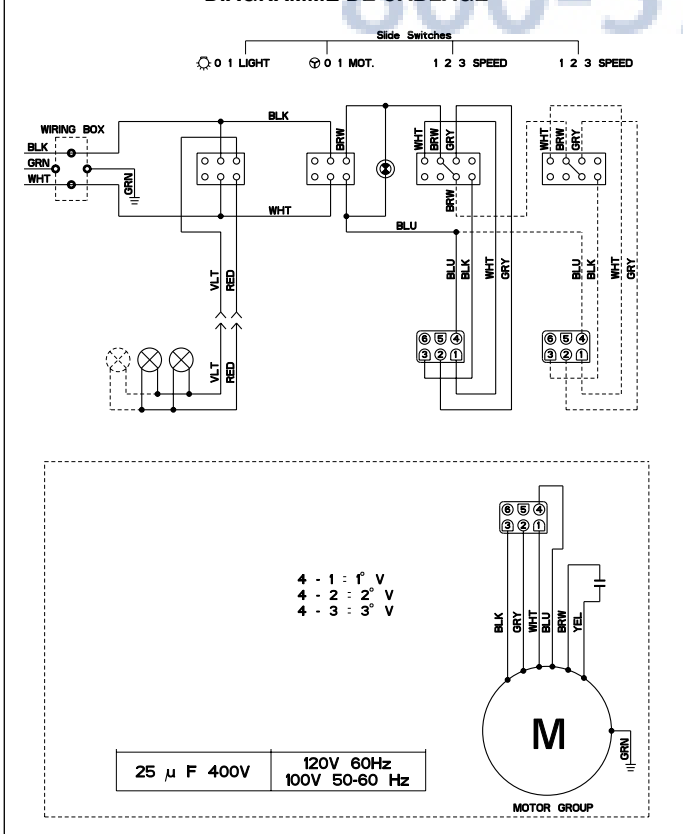 Slide Switches
0 1 LIGHT
0 1 MOT.
1 2 3 SPEED
1 2 3 SPEED
WIRING BOX
BLK
GRN
WHT
GRN
BLK
WHT
BRW
WHT
BRW
GRY
BRW
WHT
BRW
GRY
BLU
VLT
RED
BLU
BLK
WHT
GRY
BLU
BLK
WHT
GRY
VLT
RED
6 5 4
3 2 1
6 5 4
3 2 1
6 5 4
3 2 1
4 - 1 = 1° V
4 - 2 = 2° V
4 - 3 = 3° V
BLK
GRY
WHT
BLU
BRW
YEL
M
GRN
25 μ F 400V
120V 60Hz
100V 50-60 Hz
MOTOR GROUP